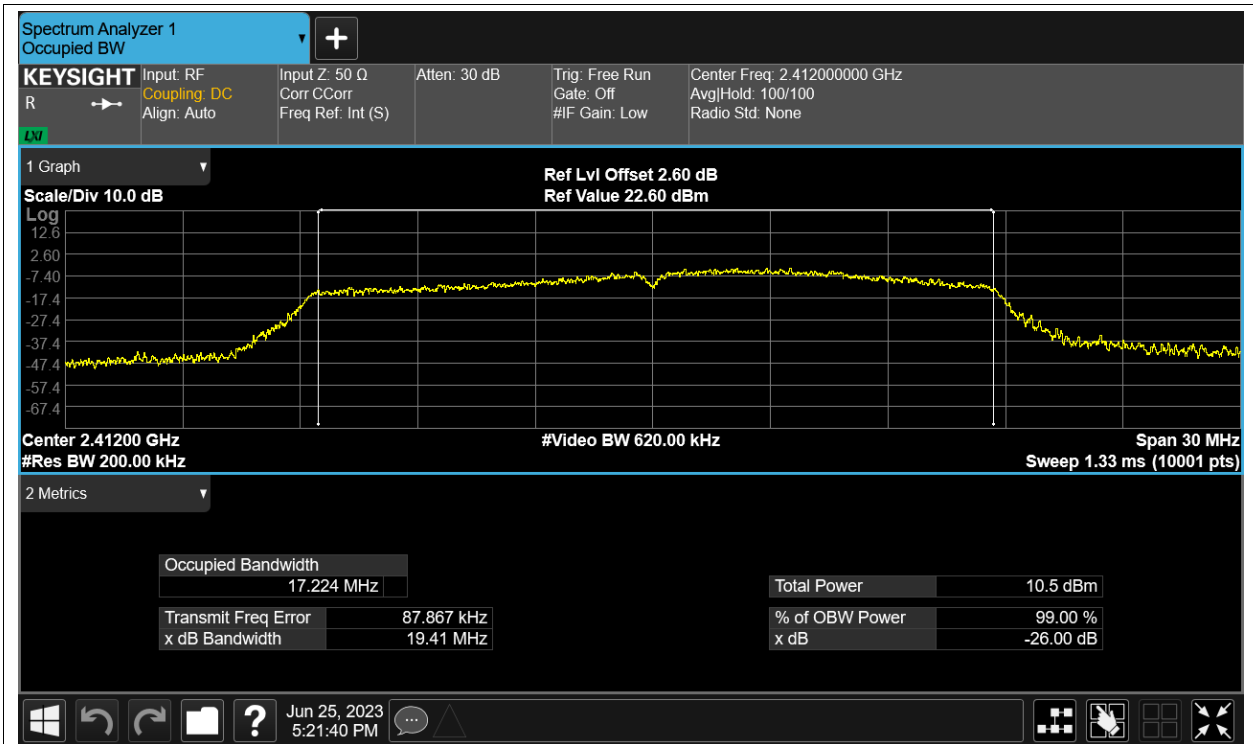 Spectrum Analyzer 1
Occupied BW
KEYSIGHT Input: RF Input Z: 50 Ω Atten: 30 dB Trig: Free Run Center Freq: 2.412000000 GHz
R Coupling: DC Corr CCorr Gate: Off Avg|Hold: 100/100
Align: Auto Freq Ref: Int (S) #IF Gain: Low Radio Std: None
LXI
1 Graph
Ref Lvl Offset 2.60 dB
Scale/Div 10.0 dB Ref Value 22.60 dBm
Log
12.6
2.60
-7.40
-17.4
-27.4
-37.4
-47.4
-57.4
-67.4
Center 2.41200 GHz #Video BW 620.00 kHz Span 30 MHz
#Res BW 200.00 kHz Sweep 1.33 ms (10001 pts)
2 Metrics
Occupied Bandwidth
17.224 MHz Total Power 10.5 dBm
Transmit Freq Error 87.867 kHz % of OBW Power 99.00 %
x dB Bandwidth 19.41 MHz x dB -26.00 dB
? Jun 25, 2023
5:21:40 PM